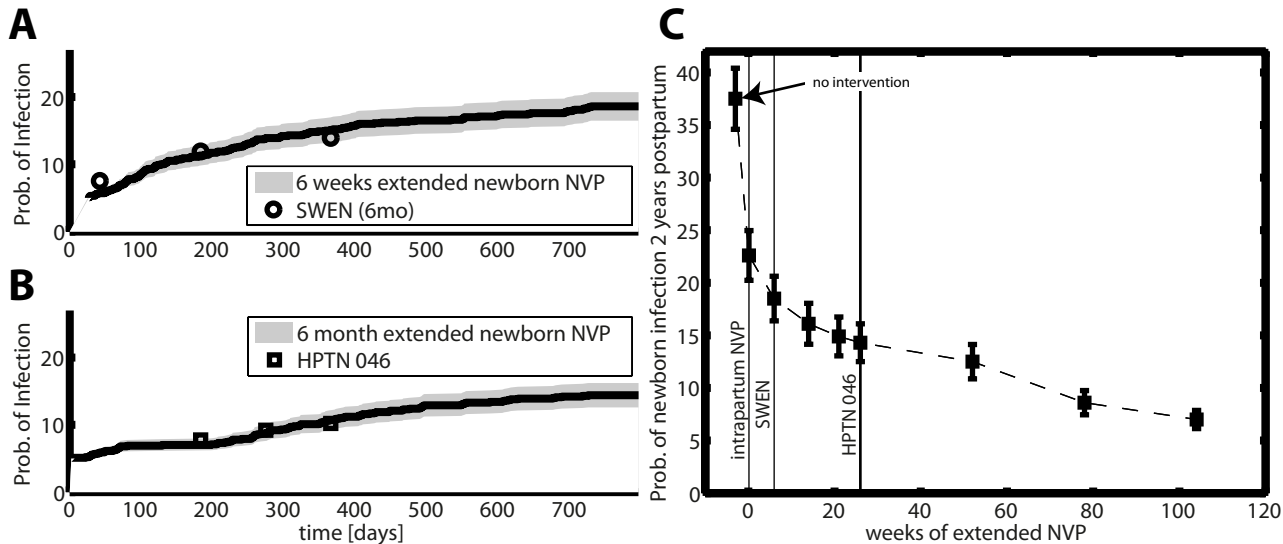 A
Prob. of Infection
20
10
0
0 100 200 300 400 500 600 700
6 weeks extended newborn NVP
SWEN (6mo)
B
Prob. of Infection
20
10
0
0 100 200 300 400 500 600 700
6 month extended newborn NVP
HPTN 046
time [days]
C
Prob. of newborn infection 2 years postpartum
40
35
30
25
20
15
10
5
0
no intervention
intrapartum NVP
SWEN
HPTN 046
0 20 40 60 80 100 120
weeks of extended NVP